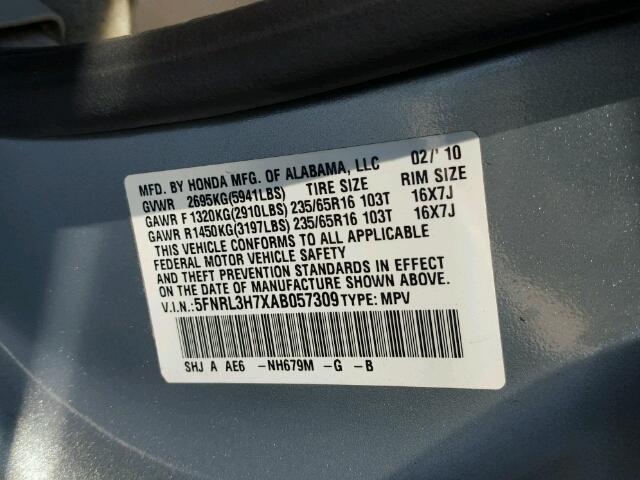 MFD. BY HONDA MFG. OF ALABAMA, LLC 02/'10
GVWR 2695KG(5941LBS) TIRE SIZE RIM SIZE
GAWR F1320KG(2910LBS) 235/65R16 103T 16X7J
GAWR R1450KG(3197LBS) 235/65R16 103T 16X7J
THIS VEHICLE CONFORMS TO ALL APPLICABLE
FEDERAL MOTOR VEHICLE SAFETY
AND THEFT PREVENTION STANDARDS IN EFFECT
ON THE DATE OF MANUFACTURE SHOWN ABOVE.
V.I.N.:5FNRL3H7XAB057309 TYPE: MPV
SHJ A AE6 -NH679M -G -B